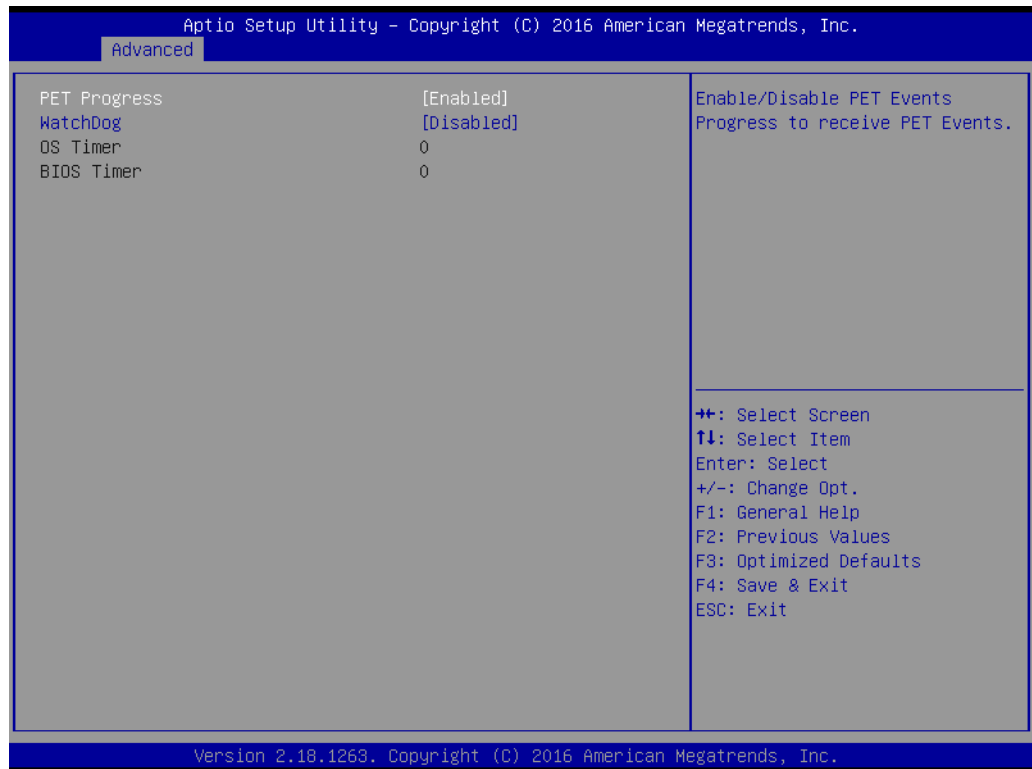 Aptio Setup Utility – Copyright (C) 2016 American Megatrends, Inc.
Advanced
PET Progress [Enabled]
WatchDog [Disabled]
OS Timer 0
BIOS Timer 0
Enable/Disable PET Events
Progress to receive PET Events.
→←: Select Screen
↑↓: Select Item
Enter: Select
+/-: Change Opt.
F1: General Help
F2: Previous Values
F3: Optimized Defaults
F4: Save & Exit
ESC: Exit
Version 2.18.1263. Copyright (C) 2016 American Megatrends, Inc.